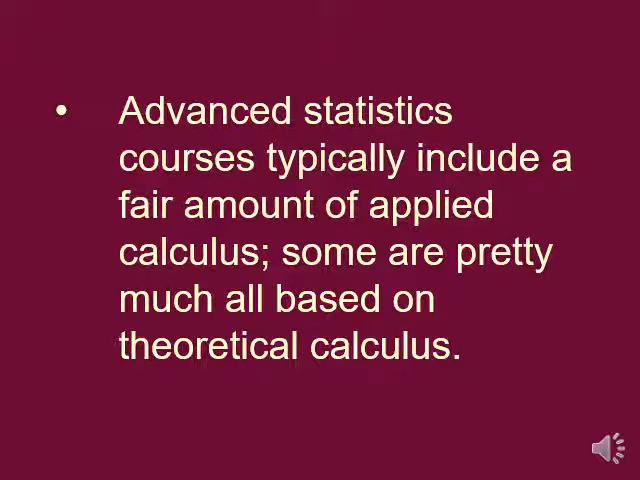 • Advanced statistics
courses typically include a
fair amount of applied
calculus; some are pretty
much all based on
theoretical calculus.